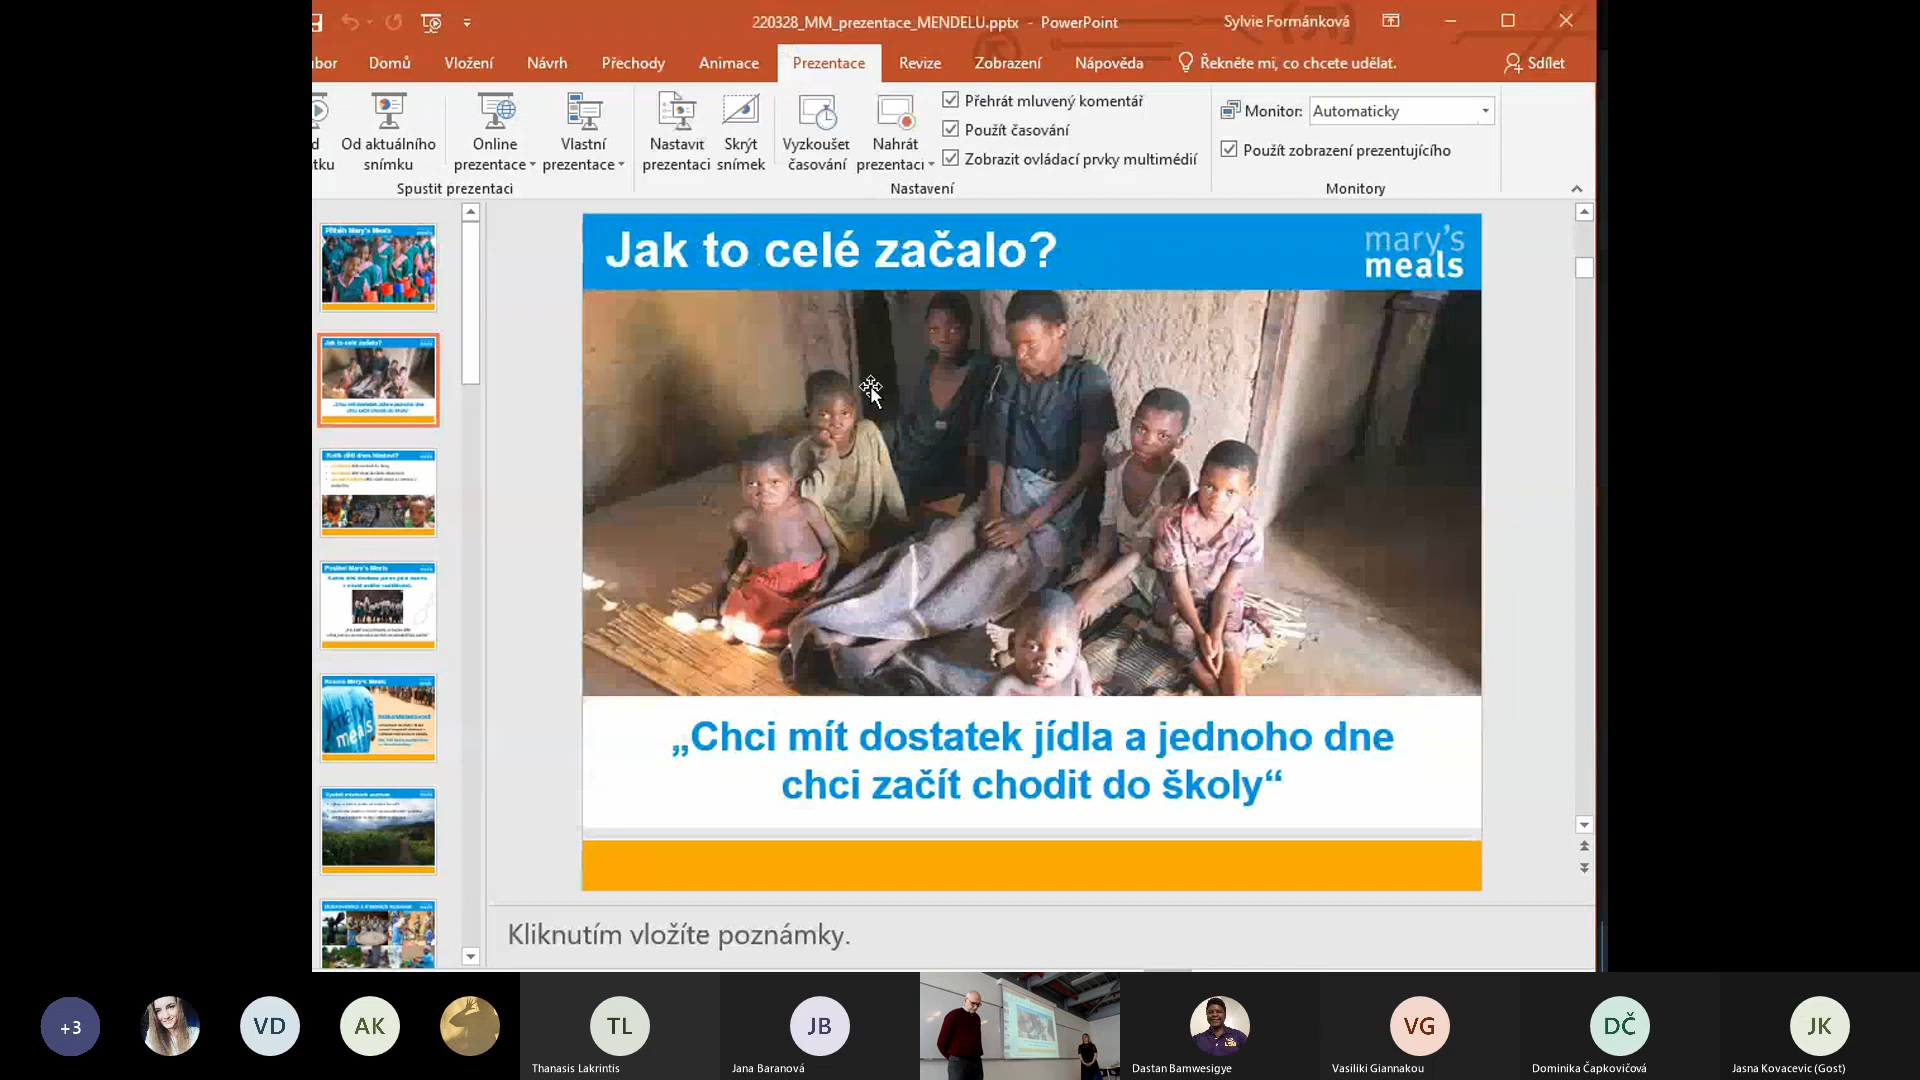 220328_MM_prezentace_MENDELU.pptx - PowerPoint
Sylvie Formánková
bor
Domů
Vložení
Návrh
Přechody
Animace
Prezentace
Revize
Zobrazení
Nápověda
Řekněte mi, co chcete udělat.
Sdílet
Od aktuálního
snímku
Online
prezentace
Vlastní
prezentace
Nastavit
prezentaci
Skrýt
snímek
Vyzkoušet
časování
Nahrát
prezentaci
Přehrát mluvený komentář
Použít časování
Zobrazit ovládací prvky multimédií
Monitor:
Automaticky
Použít zobrazení prezentujícího
Spustit prezentaci
Nastavení
Monitory
Jak to celé začalo?
mary's
meals
„Chci mít dostatek jídla a jednoho dne
chci začít chodit do školy“
Kliknutím vložíte poznámky.
+3
VD
AK
TL
JB
VG
DČ
JK
Thanasis Lakrintis
Jana Baranová
Dastan Bamwesigye
Vasiliki Giannakou
Dominika Čapkovičová
Jasna Kovacevic (Gost)